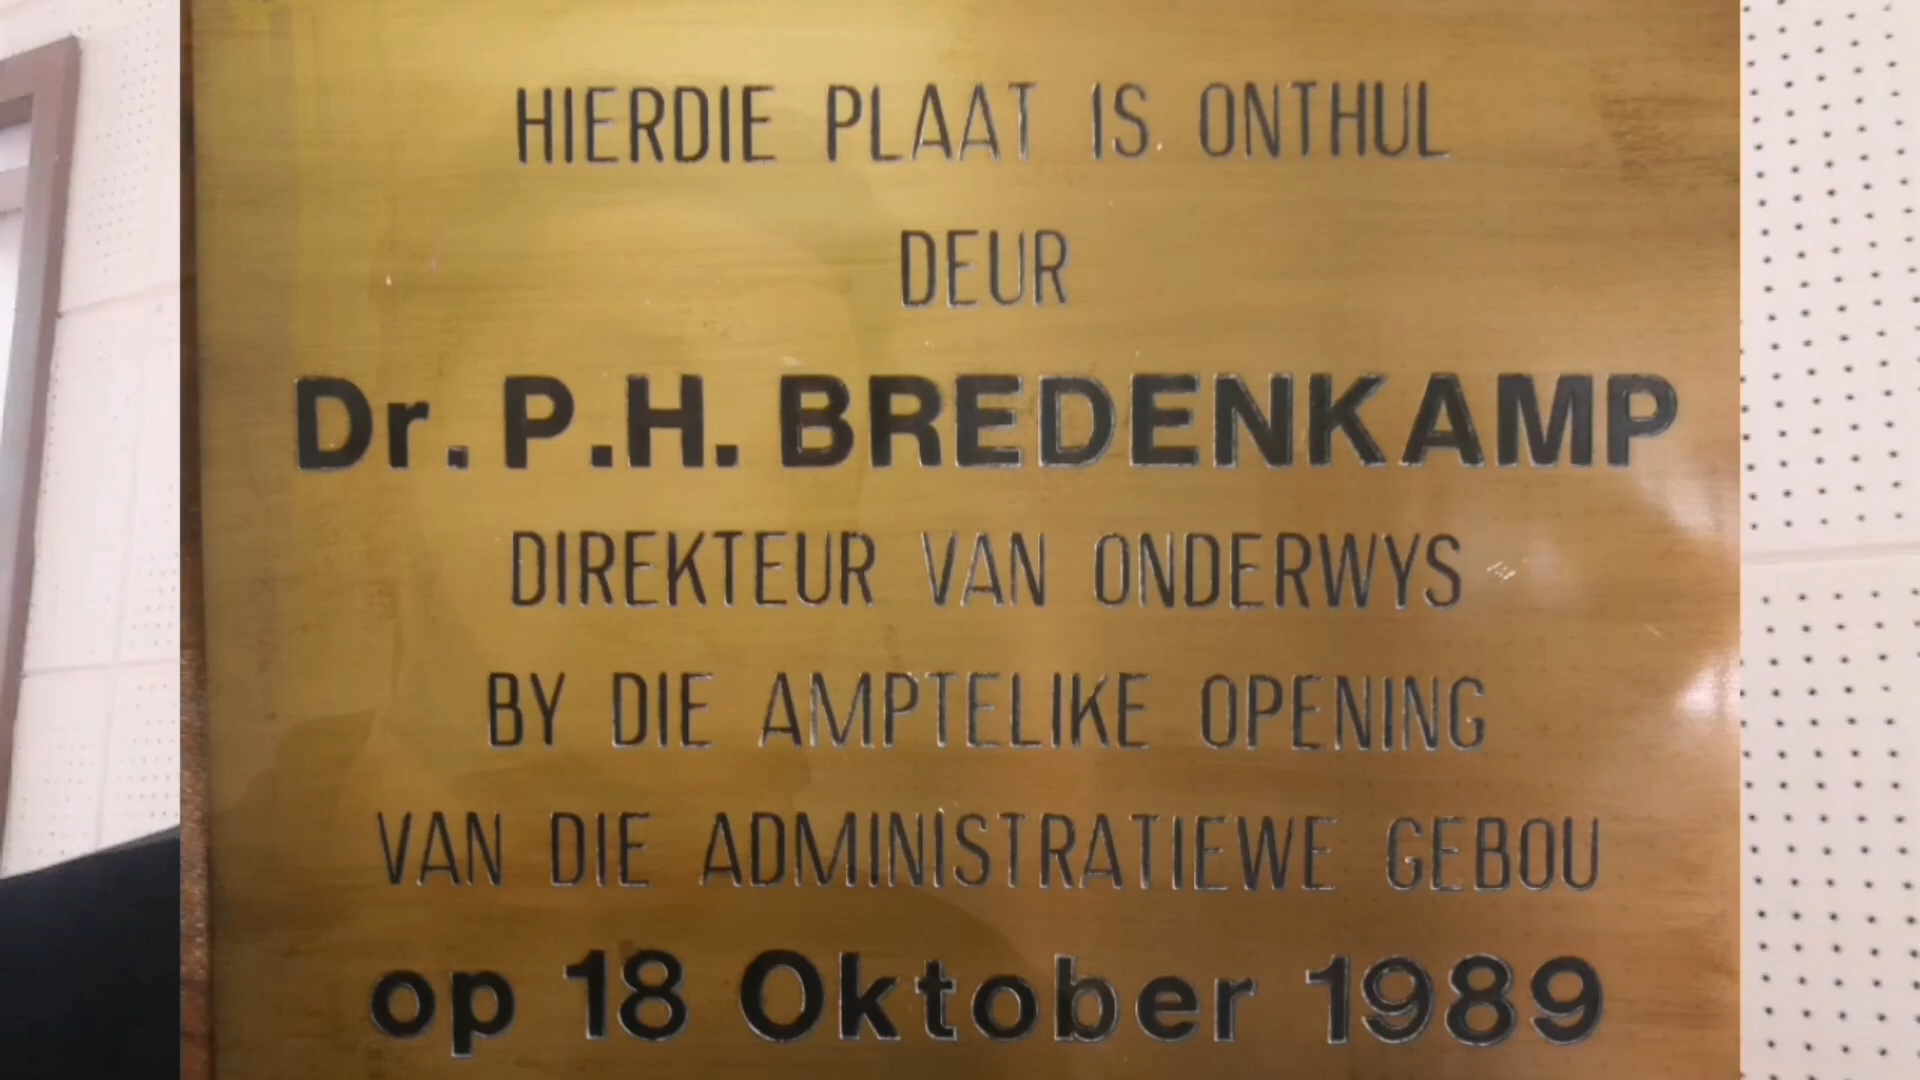 HIERDIE PLAAT IS ONTHUL
DEUR
Dr. P.H. BREDENKAMP
DIREKTEUR VAN ONDERWYS
BY DIE AMPTELIKE OPENING
VAN DIE ADMINISTRATIEWE GEBOU
op 18 Oktober 1989